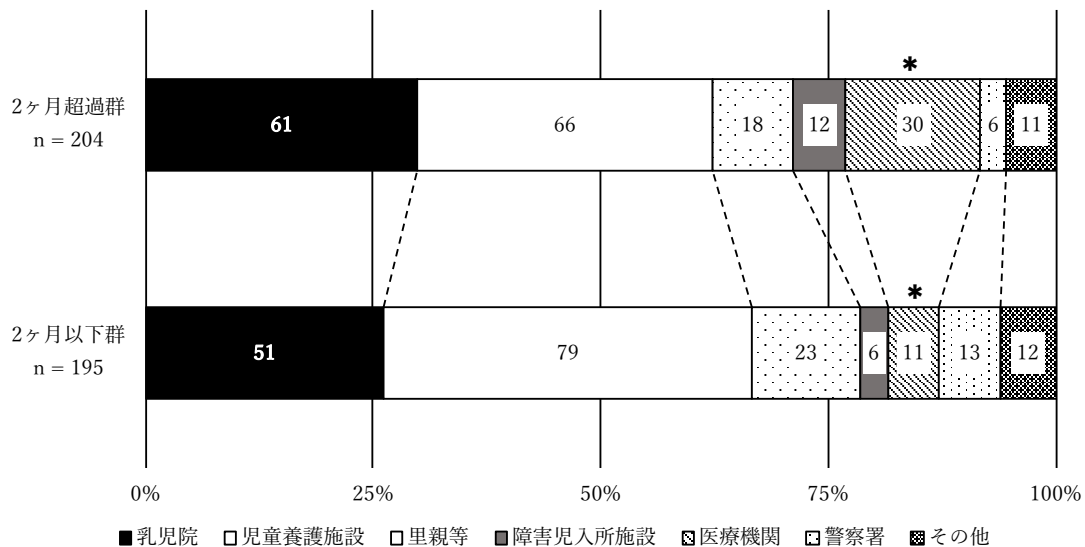 *
2ヶ月超過群
n = 204
61 66 18 12 30 6 11
*
2ヶ月以下群
n = 195
51 79 23 6 11 13 12
0% 25% 50% 75% 100%
乳児院 児童養護施設 里親等 障害児入所施設 医療機関 警察署 その他